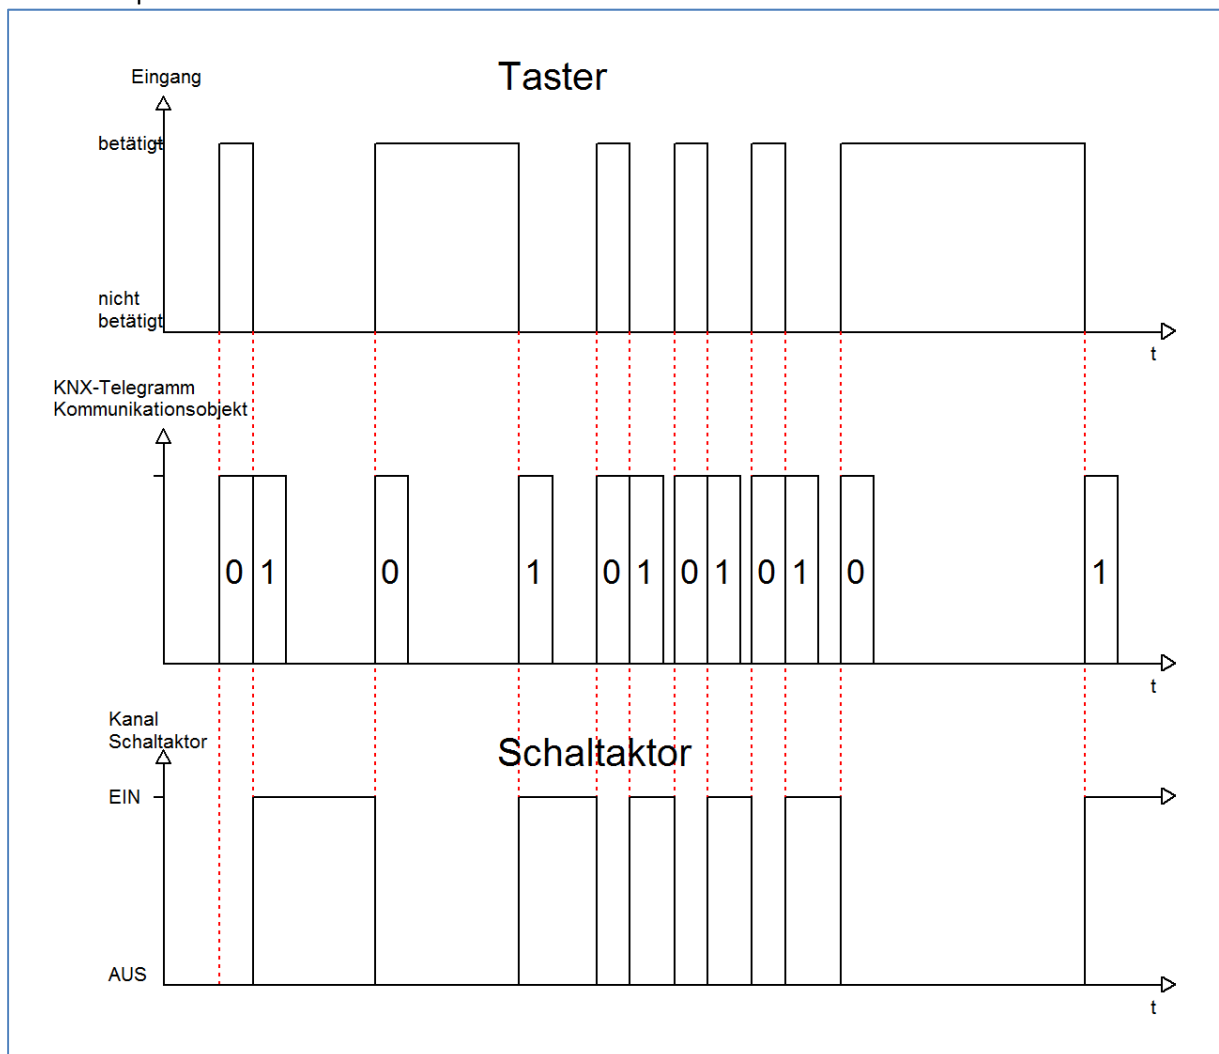 Taster
Eingang
betätigt
nicht
betätigt
t
KNX-Telegramm
Kommunikationsobjekt
0 1 0 1 0 1 0 1 0 1 0 1
t
Kanal
Schaltaktor
Schaltaktor
EIN
AUS
t